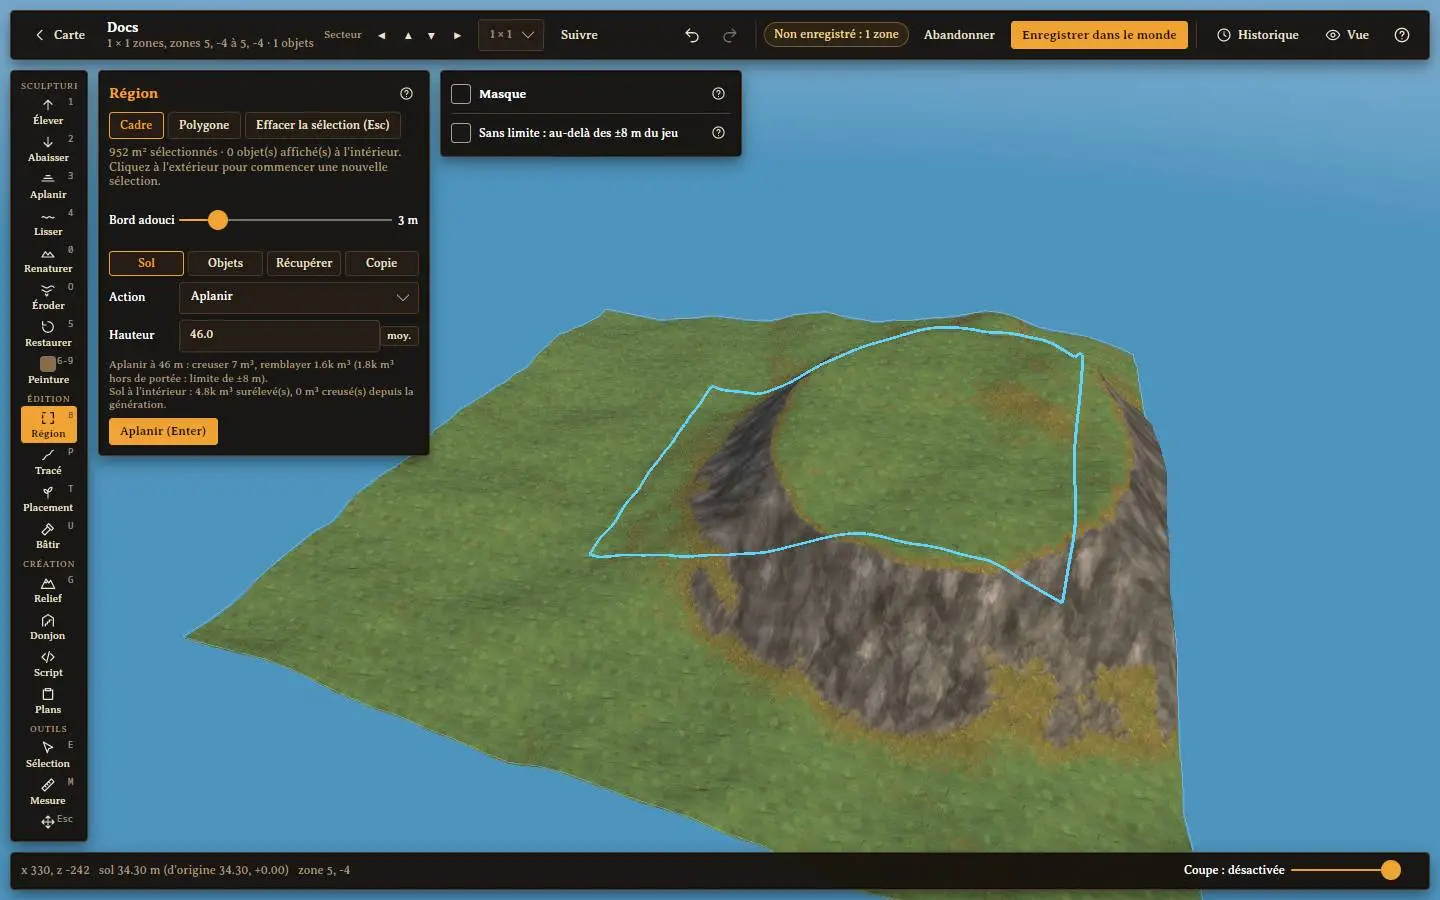 Carte
Docs
1 × 1 zones, zones 5, -4 à 5, -4 · 1 objets
Secteur
1 × 1
Suivre
Non enregistré : 1 zone
Abandonner
Enregistrer dans le monde
Historique
Vue
SCULPTURE
1
Élever
2
Abaisser
3
Aplanir
4
Lisser
0
Renaturer
O
Éroder
5
Restaurer
6-9
Peinture
ÉDITION
8
Région
P
Tracé
T
Placement
U
Bâtir
CRÉATION
G
Relief
Donjon
Script
Plans
OUTILS
E
Sélection
M
Mesure
Esc
Région
Cadre
Polygone
Effacer la sélection (Esc)
952 m² sélectionnés · 0 objet(s) affiché(s) à l'intérieur.
Cliquez à l'extérieur pour commencer une nouvelle
sélection.
Bord adouci
3 m
Sol
Objets
Récupérer
Copie
Action
Aplanir
Hauteur
46.0
moy.
Aplanir à 46 m : creuser 7 m³, remblayer 1.6k m³ (1.8k m³
hors de portée : limite de ±8 m).
Sol à l'intérieur : 4.8k m³ surélevé(s), 0 m³ creusé(s) depuis la
génération.
Aplanir (Enter)
Masque
Sans limite : au-delà des ±8 m du jeu
x 330, z -242 sol 34.30 m (d'origine 34.30, +0.00) zone 5, -4
Coupe : désactivée